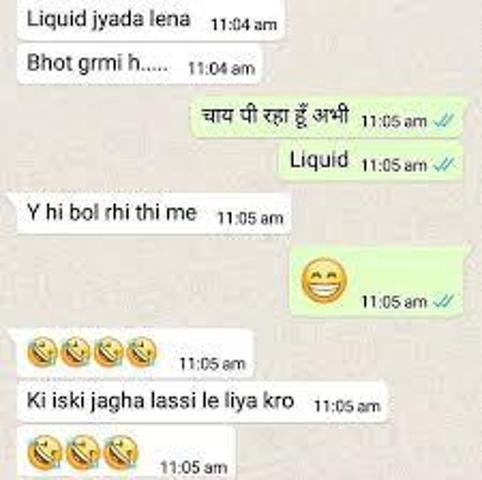 Liquid jyada lena 11:04 am
Bhot grmi h..... 11:04 am
चाय पी रहा हूँ अभी 11:05 am
Liquid 11:05 am
Y hi bol rhi thi me 11:05 am
😁 11:05 am
🤣🤣🤣🤣 11:05 am
Ki iski jagha lassi le liya kro 11:05 am
🤣🤣🤣 11:05 am